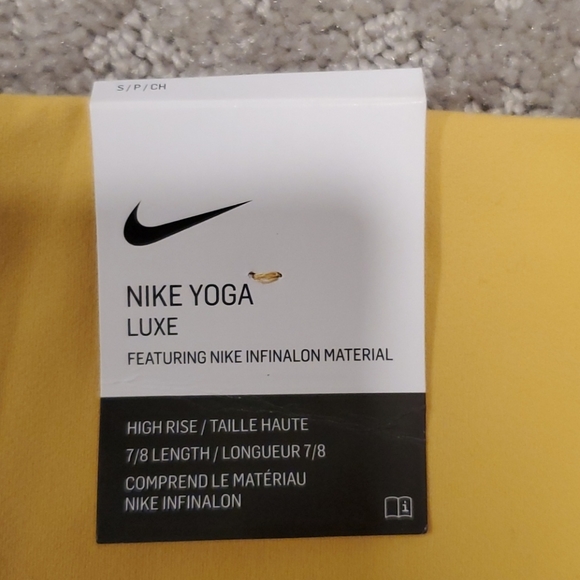 S/P/CH
NIKE YOGA
LUXE
FEATURING NIKE INFINALON MATERIAL
HIGH RISE / TAILLE HAUTE
7/8 LENGTH / LONGUEUR 7/8
COMPREND LE MATÉRIAU
NIKE INFINALON
i